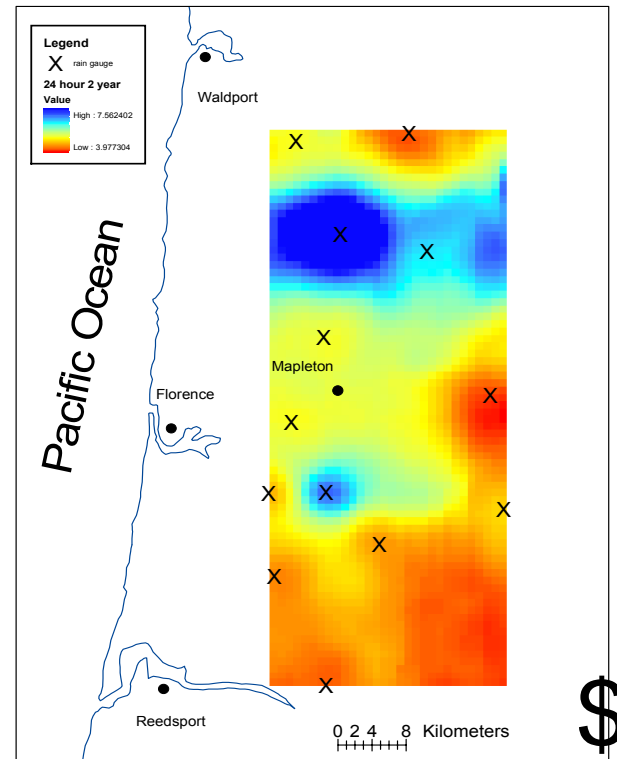 Legend
X rain gauge
24 hour 2 year
Value
High : 7.562402
Low : 3.977304
Waldport
X X
X X
Pacific Ocean
X
Mapleton
Florence
X
X
X X
X
X
X
X
Reedsport
0 2 4 8 Kilometers
$